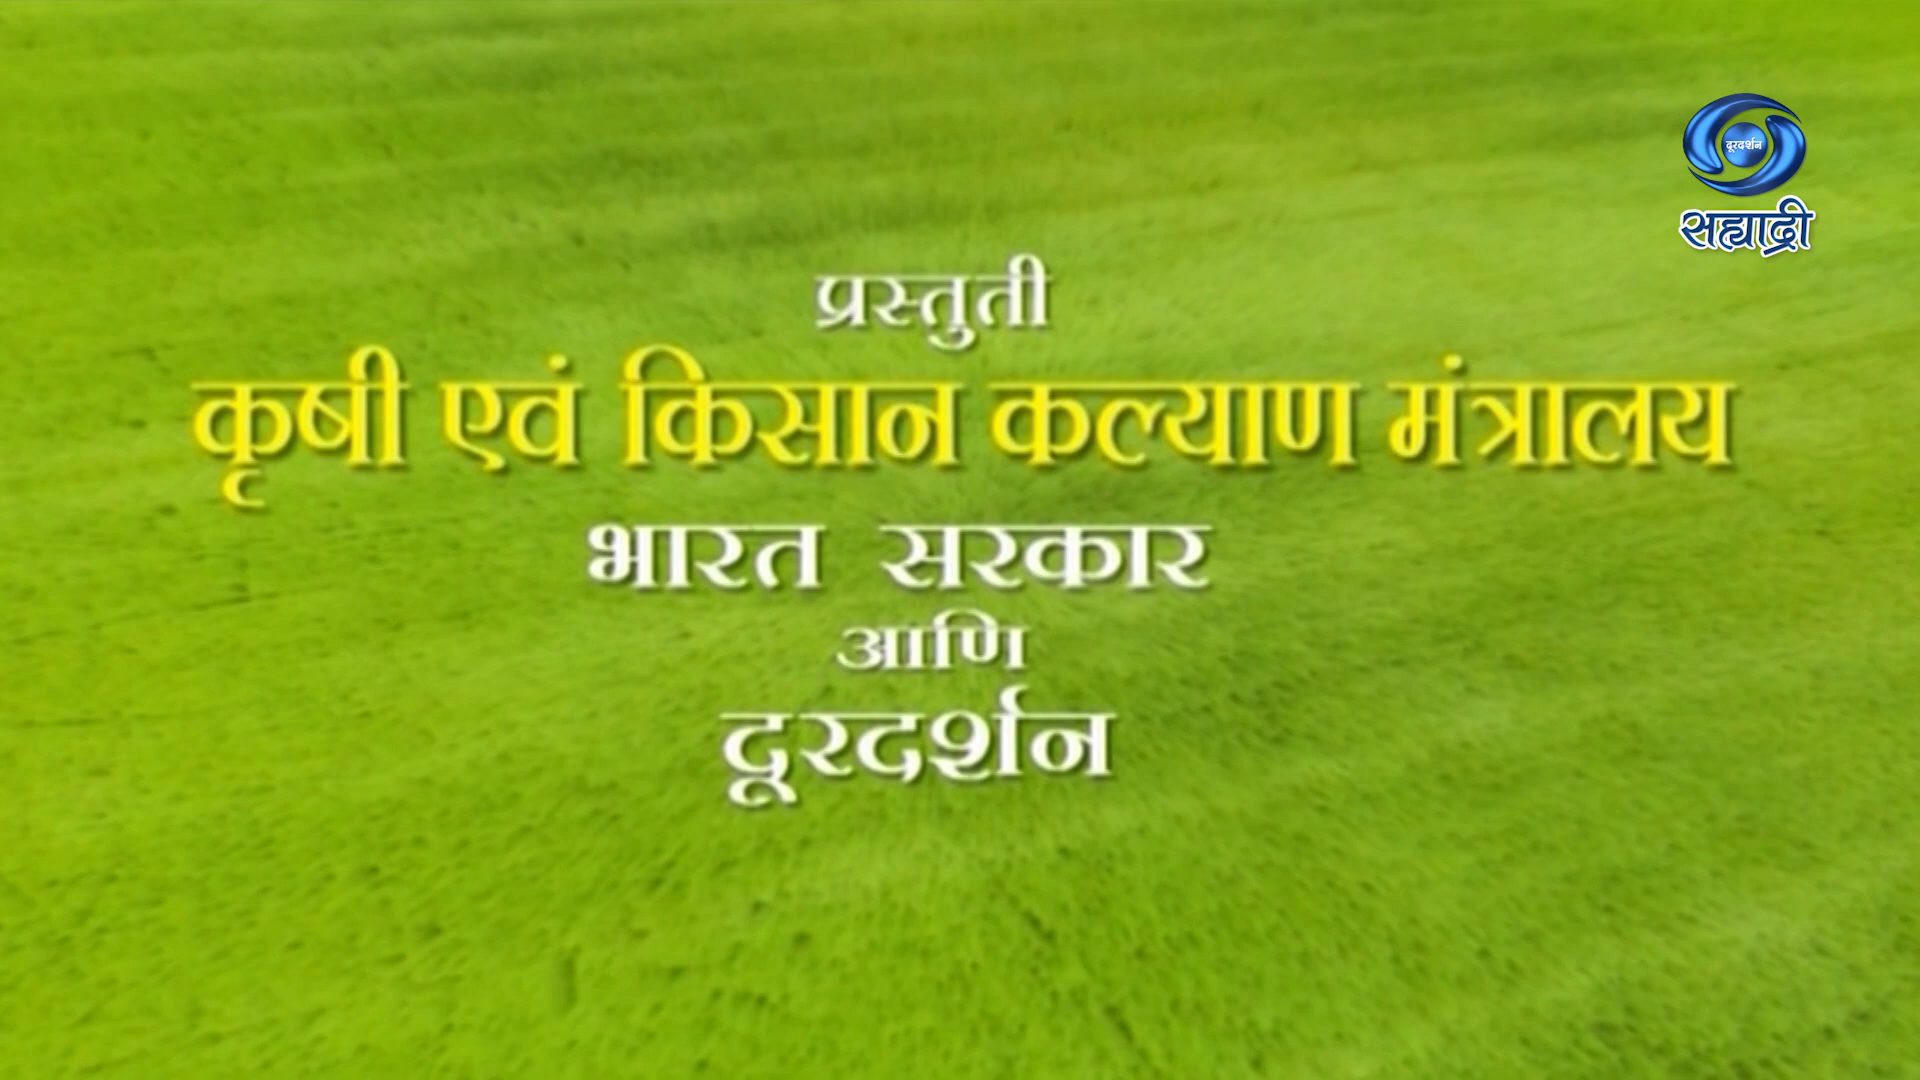 दूरदर्शन
सह्याद्री
प्रस्तुती
कृषी एवं किसान कल्याण मंत्रालय
भारत सरकार
आणि
दूरदर्शन